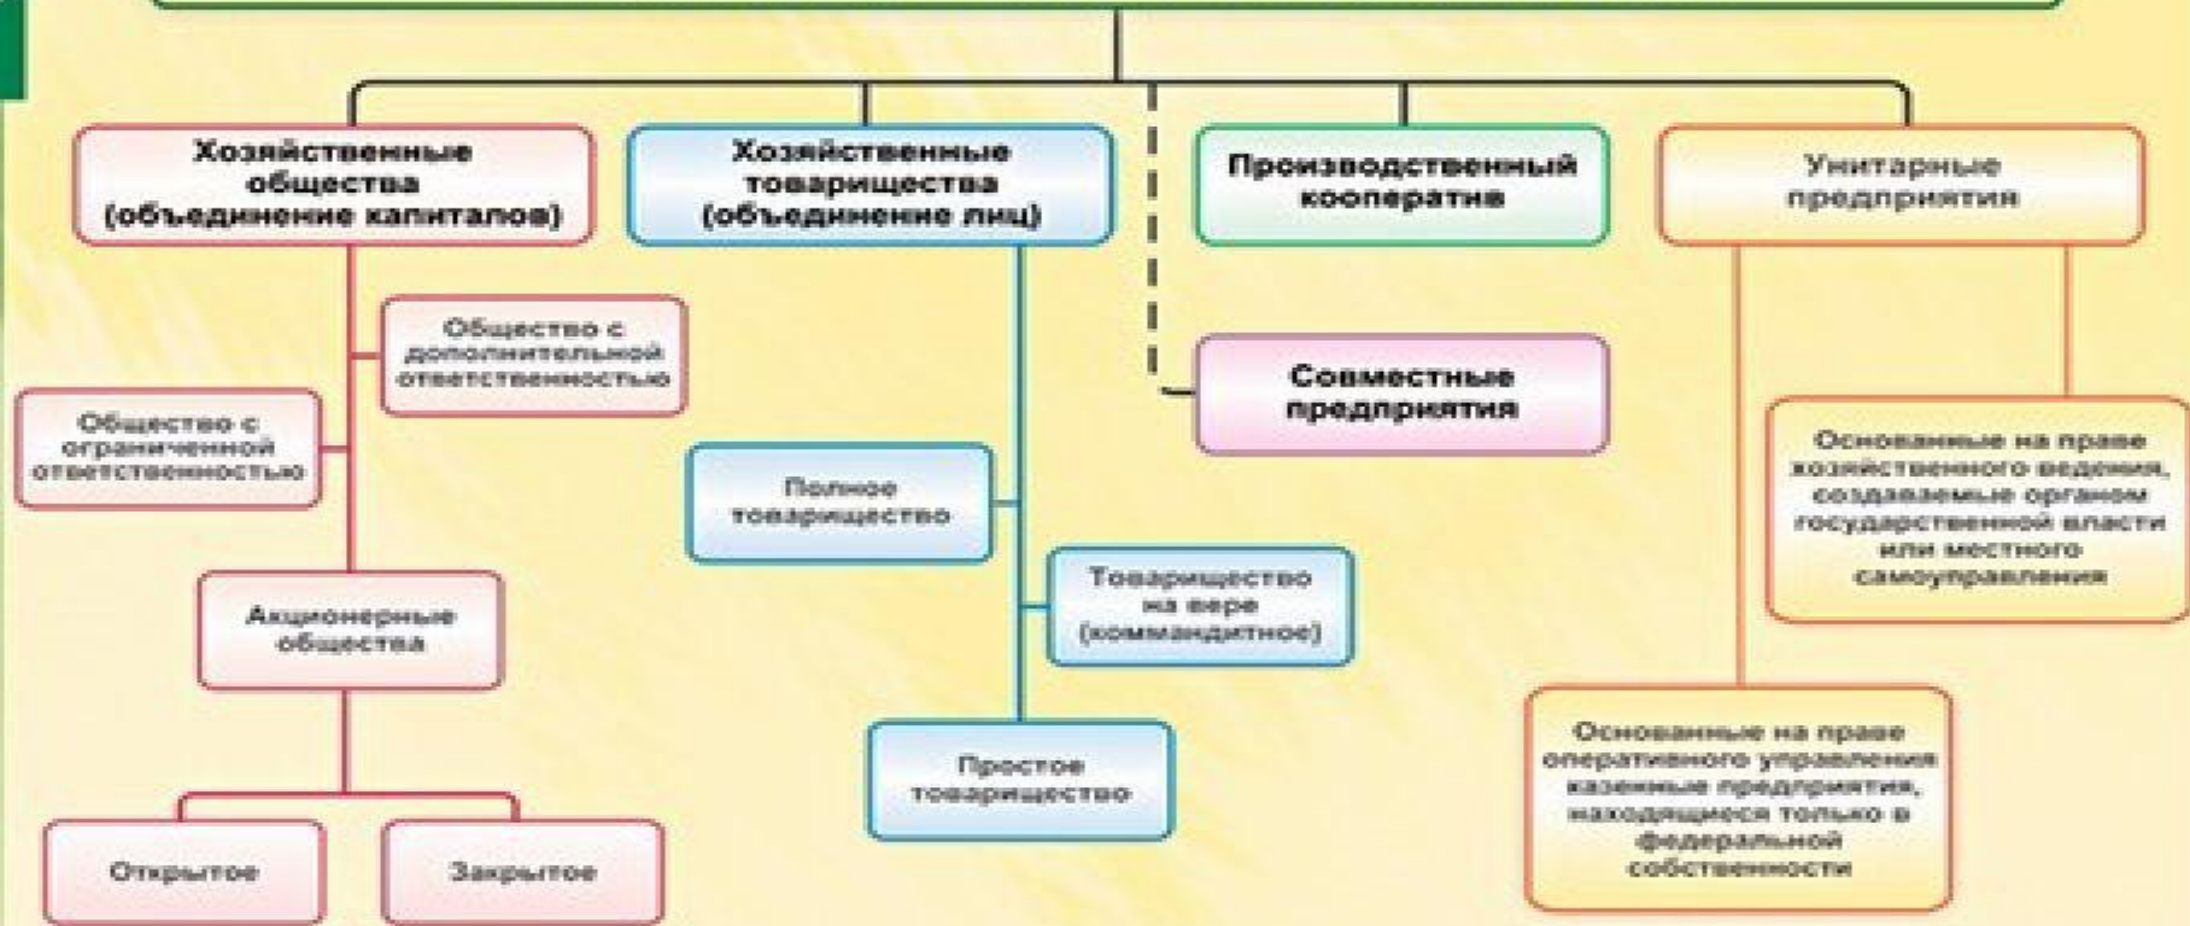 Хозяйственные
общества
(объединение капиталов)
Хозяйственные
товарищества
(объединение лиц)
Производственный
кооператив
Унитарные
предприятия
Общество с
дополнительной
ответственностью
Общество с
ограниченной
ответственностью
Совместные
предприятия
Полное
товарищество
Основанные на праве
хозяйственного ведения,
создаваемые органом
государственной власти
или местного
самоуправления
Товарищество
на вере
(коммандитное)
Акционерные
общества
Простое
товарищество
Основанные на праве
оперативного управления
казенные предприятия,
находящиеся только в
федеральной
собственности
Открытое
Закрытое